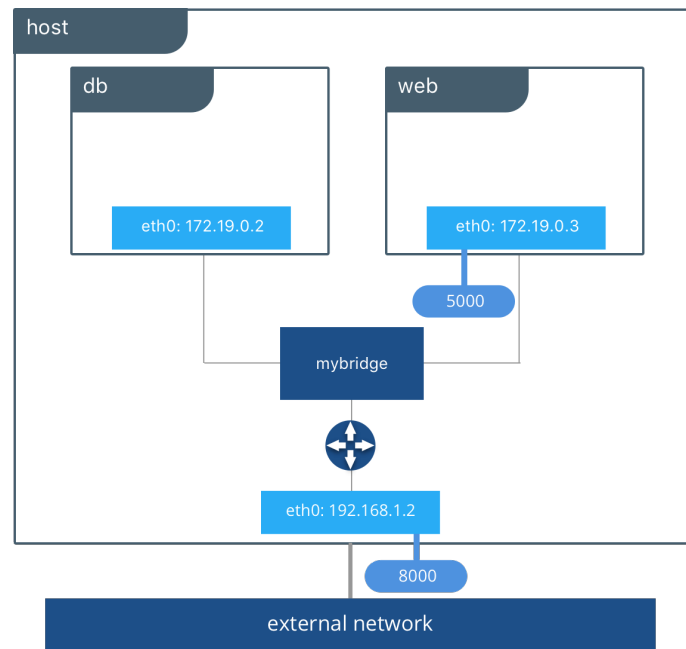 host
db
web
eth0: 172.19.0.2
eth0: 172.19.0.3
5000
mybridge
eth0: 192.168.1.2
8000
external network